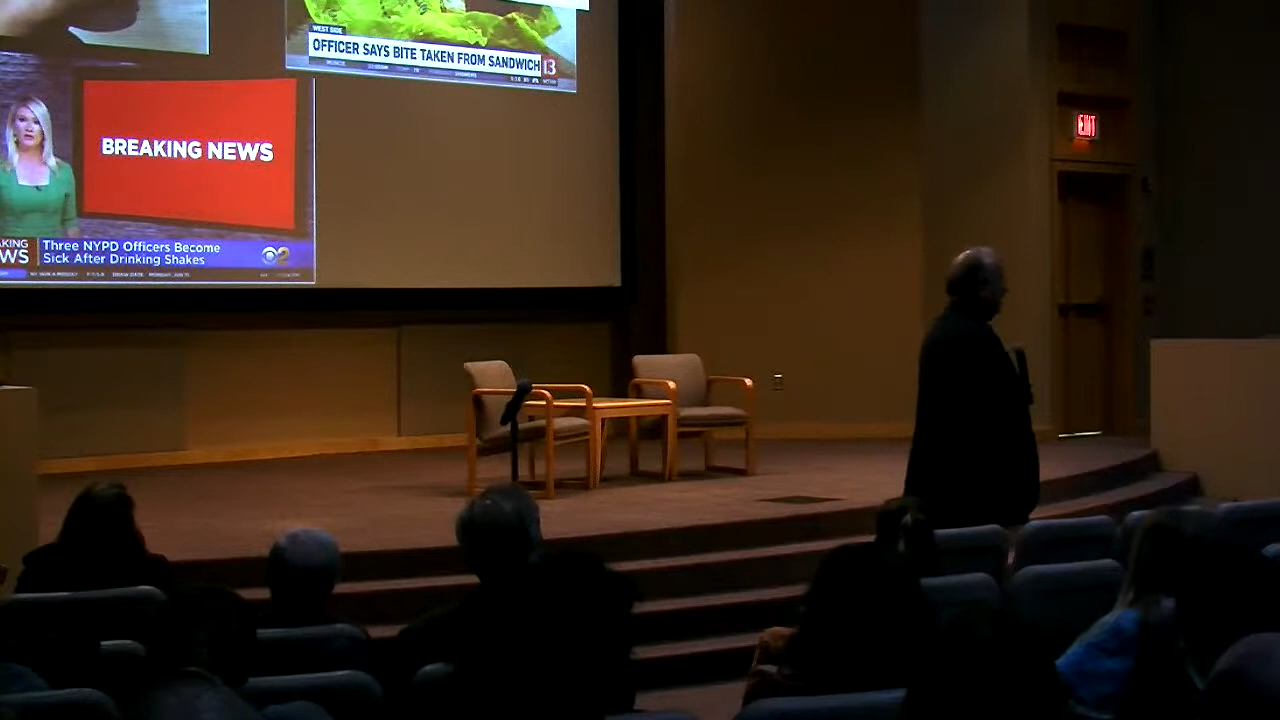 WEST SIDE
OFFICER SAYS BITE TAKEN FROM SANDWICH
13
BREAKING NEWS
AKING
WS
Three NYPD Officers Become
Sick After Drinking Shakes
2
EXIT